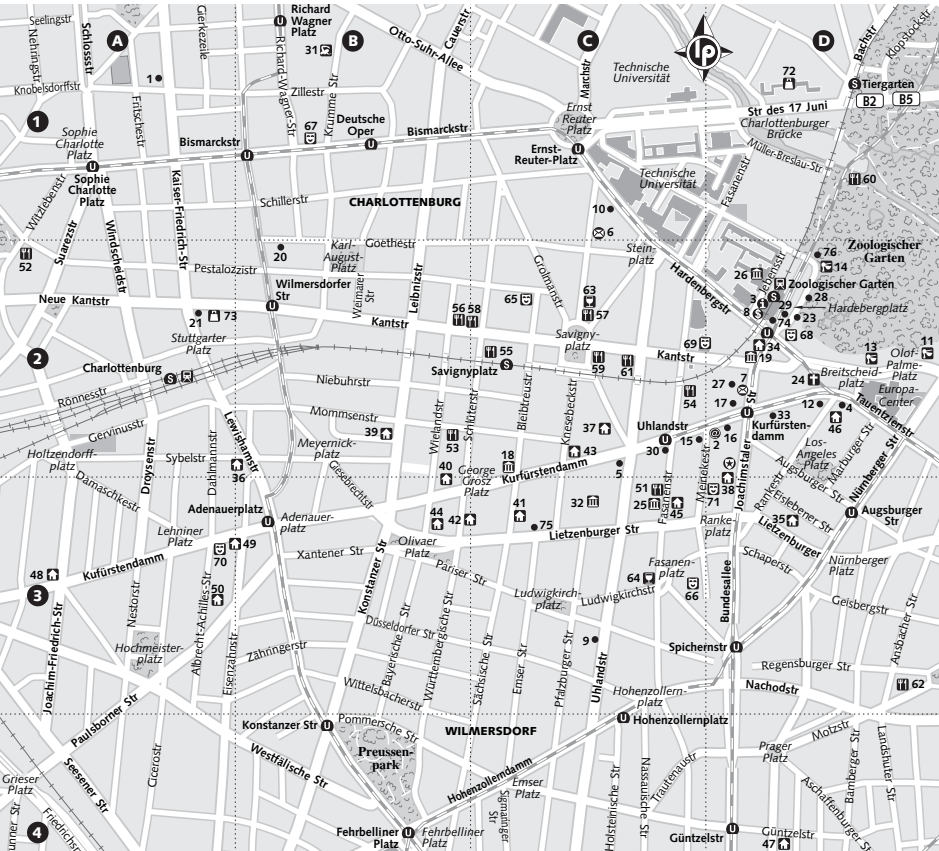 Seelingstr
Nehringstr
Schlossstr
A
Gierkezeile
Richard
Wagner
Platz
U
31
B
Richard-Wagner-Str
Krumme Str
Otto-Suhr-Allee
Cauerstr
C
Marchstr
lp
Technische
Universität
D
Bachstr
Klopstockstr
72
S Tiergarten
B2
B5
1
Knobelsdorffstr
Fritschestr
Zillestr
67
Deutsche
Oper
Bismarckstr
Ernst
Reuter
Platz
Str des 17 Juni
Charlottenburger
Brücke
Müller-Breslau-Str
1
Sophie
Charlotte
Platz
Bismarckstr
U
U
Ernst-
Reuter-Platz
U
Technische
Universität
Fasanenstr
60
U
Sophie
Charlotte
Platz
Witzlebenstr
Suarezstr
Windscheidstr
Kaiser-Friedrich-Str
Schillerstr
CHARLOTTENBURG
10
6
Stein-
platz
Hardenbergstr
52
20
Karl-
August-
Platz
Goethestr
Grolmanstr
Zoologischer
Garten
76
14
26
Pestalozzistr
Wilmersdorfer
Str
U
Weimarer
Str
Leibnizstr
56
58
65
63
57
Zoologischer Garten
3
S
8
29
28
Hardebergplatz
23
74
U
68
Neue Kantstr
21
73
Stuttgarter
Platz
Kantstr
Savigny-
platz
69
Kantstr
34
19
13
11
Olof-
Palme-
Platz
2
Charlottenburg
S
55
Savignyplatz
S
59
61
Breitscheid-
platz
24
Europa-
Center
Rönnestr
Niebuhrstr
Bleibtreustr
Knesebeckstr
54
27
7
17
12
4
46
Tauentzienstr
Gervinusstr
Mommsenstr
39
Wielandstr
Schlüterstr
37
Uhlandstr
U
30
15
2
16
U
33
Kurfürsten-
damm
Holtzendorff-
platz
Droysenstr
Sybelstr
Dahlmannstr
Lewishamstr
36
Meyerinck-
platz
Giesebrechtstr
53
18
43
5
Los-
Angeles
Platz
Augsburger Str
Marburger Str
Nürnberger Str
Damaschkestr
40
George
Grosz
Platz
Kurfürstendamm
32
51
25
Fasanenstr
45
Meinekestr
71
38
Joachimstaler Str
Rankestr
Eislebener Str
35
U
Augsburger
Str
Adenauerplatz
U
Adenauer-
platz
44
42
41
75
Lietzenburger Str
Ranke-
platz
Lietzenburger
Lehniner
Platz
70
49
Xantener Str
Olivaer
Platz
Schaperstr
Nürnberger
Platz
48
Kufürstendamm
Konstanzer Str
Pariser Str
Fasanen-
platz
64
66
3
Joachim-Friedrich-Str
Nestorstr
50
Albrecht-Achilles-Str
Ludwigkirch-
platz
Ludwigkirchstr
Bundesallee
Geisbergstr
Ansbacher Str
Hochmeister-
platz
Eisenzahnstr
Zähringerstr
Düsseldorfer Str
Bayerische Str
Württembergische Str
Sächsische Str
Emser Str
Pfalzburger Str
9
Uhlandstr
Spichernstr
U
Wittelsbacherstr
Regensburger Str
Hohenzollern-
platz
Nachodstr
62
Paulsborner Str
Konstanzer Str
U
Pommersche Str
WILMERSDORF
U
Hohenzollernplatz
Prager
Platz
Motzstr
Seesener Str
Cicerostr
Westfälische Str
Preussen-
park
Hohenzollerndamm
Emser
Platz
Sigmaringer
Str
Holsteinische Str
Nassauische Str
Trautenaustr
Aschaffenburger Str
Bamberger Str
Landshuter Str
Grieser
Platz
4
Friedrichs
Fehrbelliner
Platz
U
Fehrbelliner
Platz
Güntzelstr
U
Güntzelstr
47